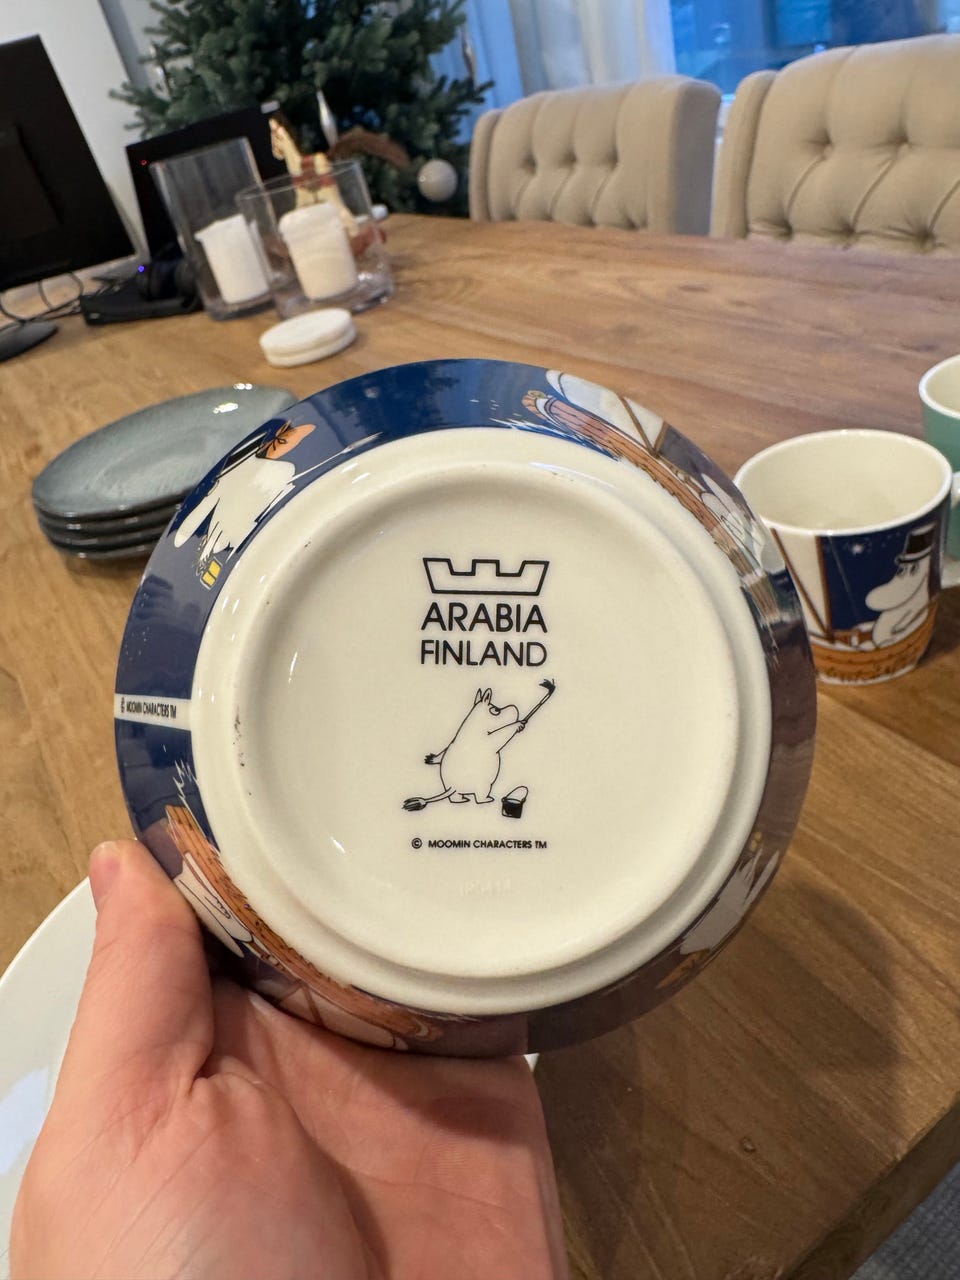 ARABIA
FINLAND
© MOOMIN CHARACTERS TM
© MOOMIN CHARACTERS ™